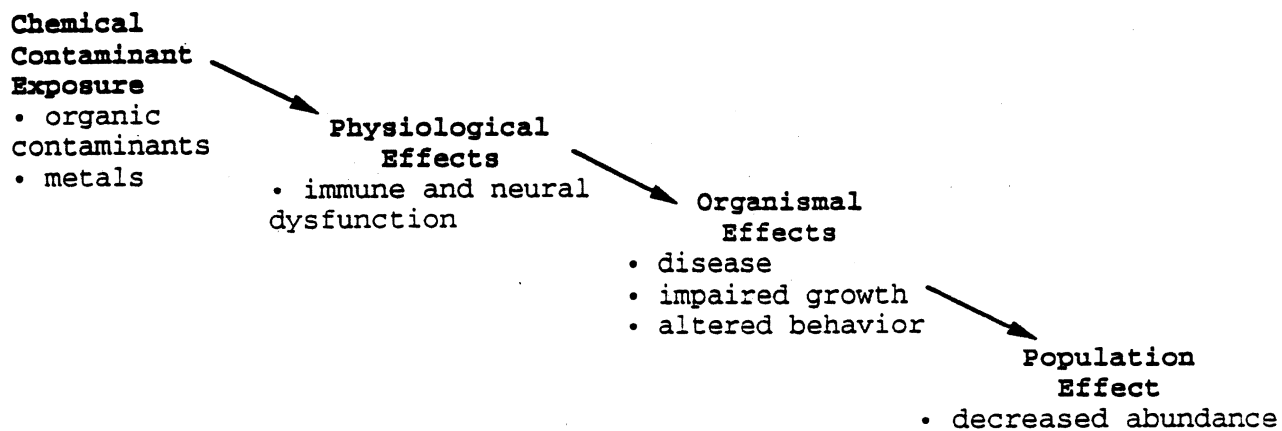 Chemical
Contaminant
Exposure
• organic
contaminants
• metals
Physiological
Effects
• immune and neural
dysfunction
Organismal
Effects
• disease
• impaired growth
• altered behavior
Population
Effect
• decreased abundance